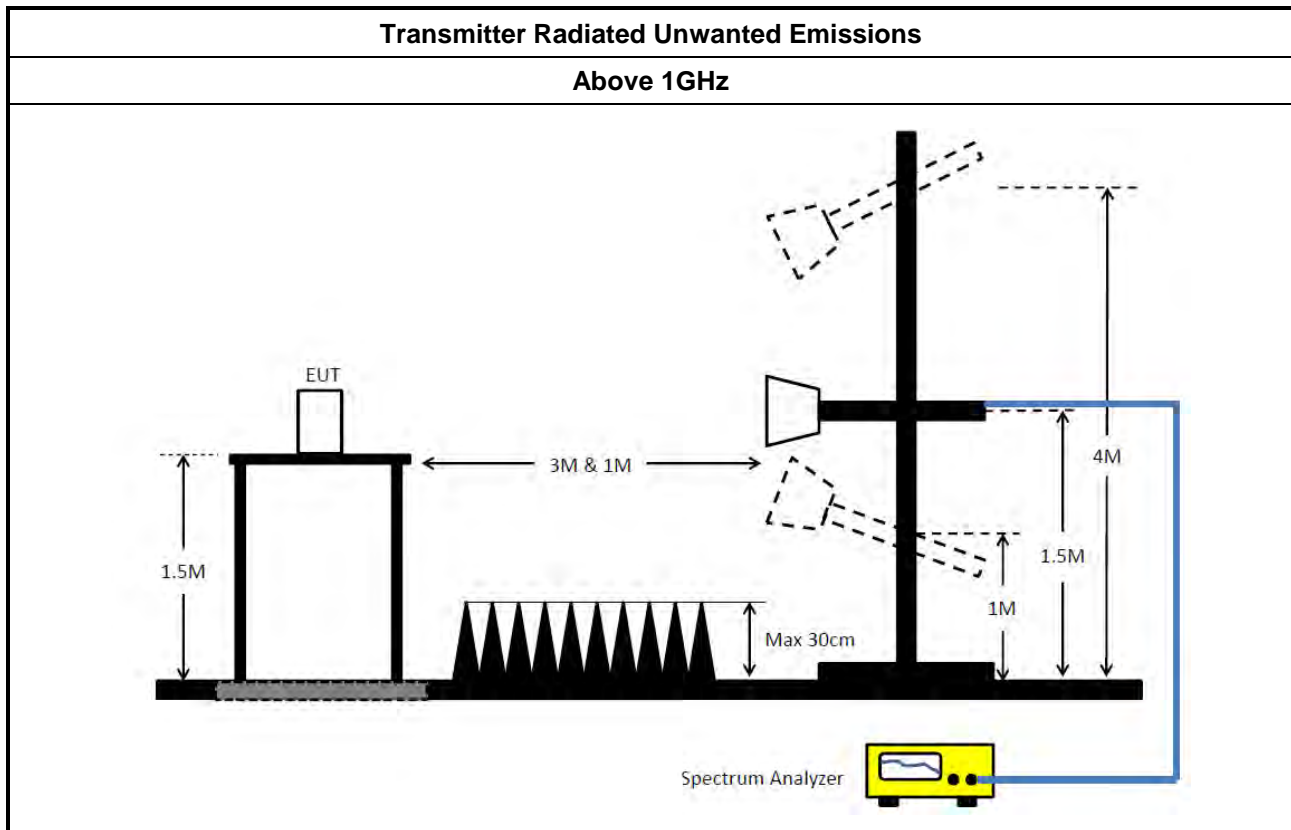 Transmitter Radiated Unwanted Emissions
Above 1GHz
EUT
3M & 1M
4M
1.5M
1.5M
1M
Max 30cm
Spectrum Analyzer